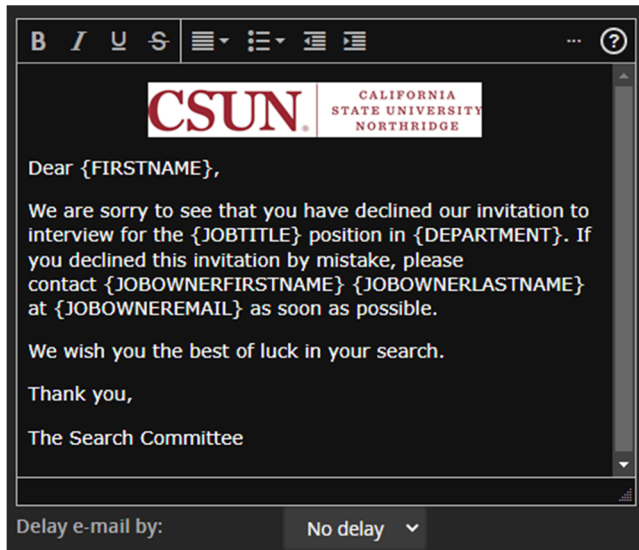 B I U S
CSUN.® CALIFORNIA
STATE UNIVERSITY
NORTHRIDGE
Dear {FIRSTNAME},
We are sorry to see that you have declined our invitation to
interview for the {JOBTITLE} position in {DEPARTMENT}. If
you declined this invitation by mistake, please
contact {JOBOWNERFIRSTNAME} {JOBOWNERLASTNAME}
at {JOBOWNEREMAIL} as soon as possible.
We wish you the best of luck in your search.
Thank you,
The Search Committee
Delay e-mail by: No delay